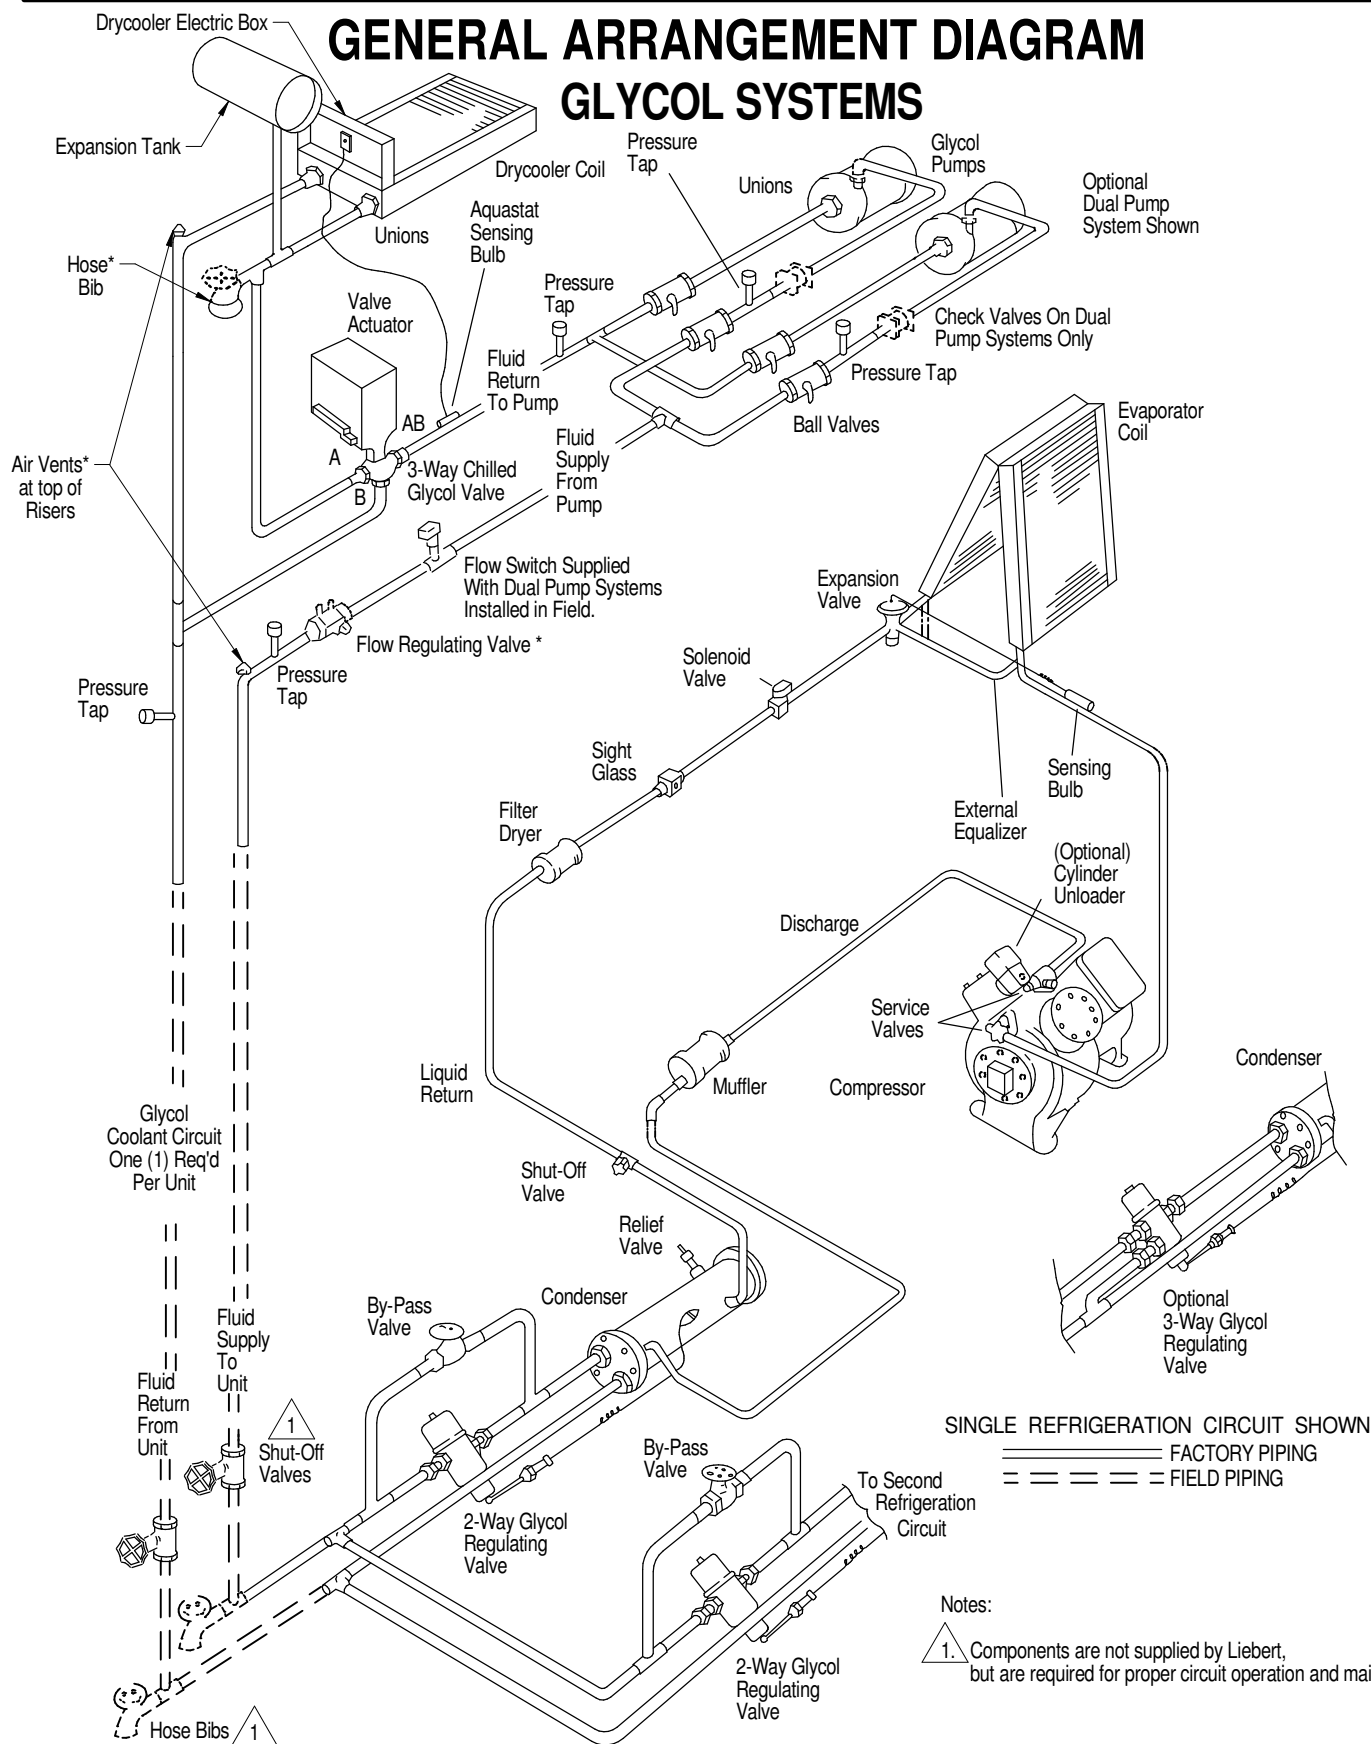 GENERAL ARRANGEMENT DIAGRAM
GLYCOL SYSTEMS
Drycooler Electric Box
Expansion Tank
Drycooler Coil
Unions
Hose*
Bib
Valve
Actuator
Aquastat
Sensing
Bulb
Pressure
Tap
Unions
Glycol
Pumps
Optional
Dual Pump
System Shown
Pressure
Tap
Check Valves On Dual
Pump Systems Only
Pressure Tap
Ball Valves
Fluid
Return
To Pump
AB
A
B
3-Way Chilled
Glycol Valve
Fluid
Supply
From
Pump
Air Vents*
at top of
Risers
Flow Switch Supplied
With Dual Pump Systems
Installed in Field.
Flow Regulating Valve *
Pressure
Tap
Pressure
Tap
Evaporator
Coil
Expansion
Valve
Solenoid
Valve
Sight
Glass
Filter
Dryer
Sensing
Bulb
External
Equalizer
(Optional)
Cylinder
Unloader
Discharge
Service
Valves
Compressor
Muffler
Liquid
Return
Condenser
Glycol
Coolant Circuit
One (1) Req'd
Per Unit
Shut-Off
Valve
Relief
Valve
Condenser
By-Pass
Valve
Optional
3-Way Glycol
Regulating
Valve
Fluid
Supply
To
Unit
Fluid
Return
From
Unit
1
Shut-Off
Valves
2-Way Glycol
Regulating
Valve
By-Pass
Valve
To Second
Refrigeration
Circuit
SINGLE REFRIGERATION CIRCUIT SHOWN
FACTORY PIPING
FIELD PIPING
2-Way Glycol
Regulating
Valve
Hose Bibs
1
Notes:
1. Components are not supplied by Liebert,
but are required for proper circuit operation and mai